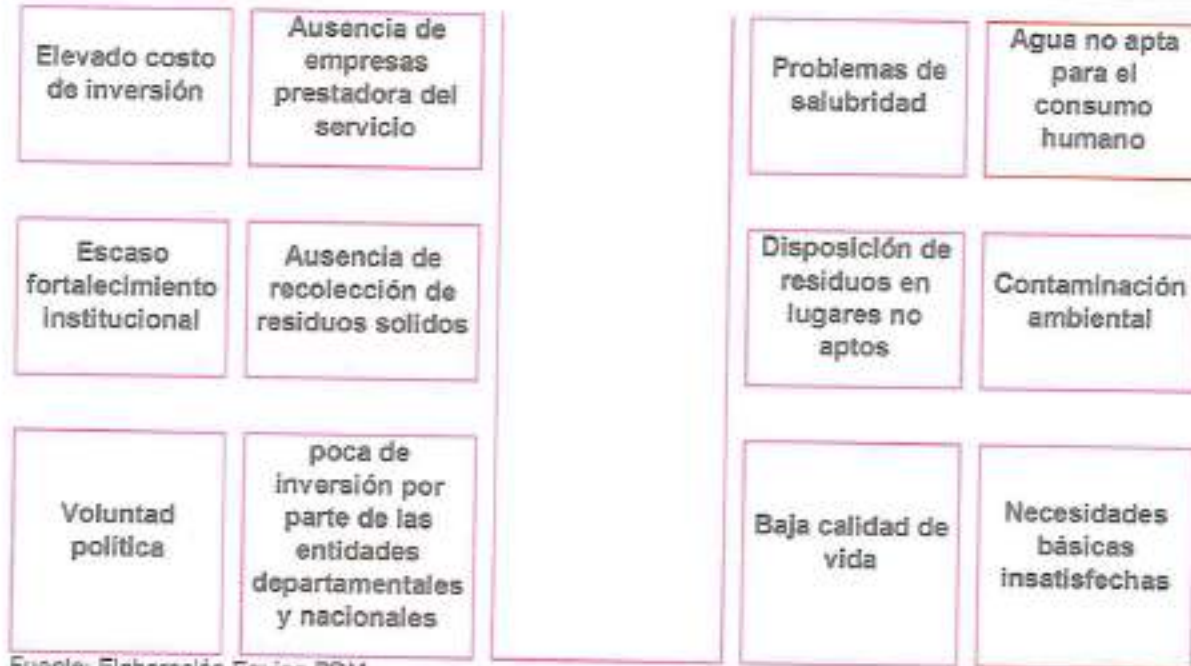 Elevado costo
de inversión
Ausencia de
empresas
prestadora del
servicio
Problemas de
salubridad
Agua no apta
para el
consumo
humano
Escaso
fortalecimiento
institucional
Ausencia de
recolección de
residuos solidos
Disposición de
residuos en
lugares no
aptos
Contaminación
ambiental
Voluntad
política
poca de
inversión por
parte de las
entidades
departamentales
y nacionales
Baja calidad de
vida
Necesidades
básicas
insatisfechas
Fuente: Elaboración